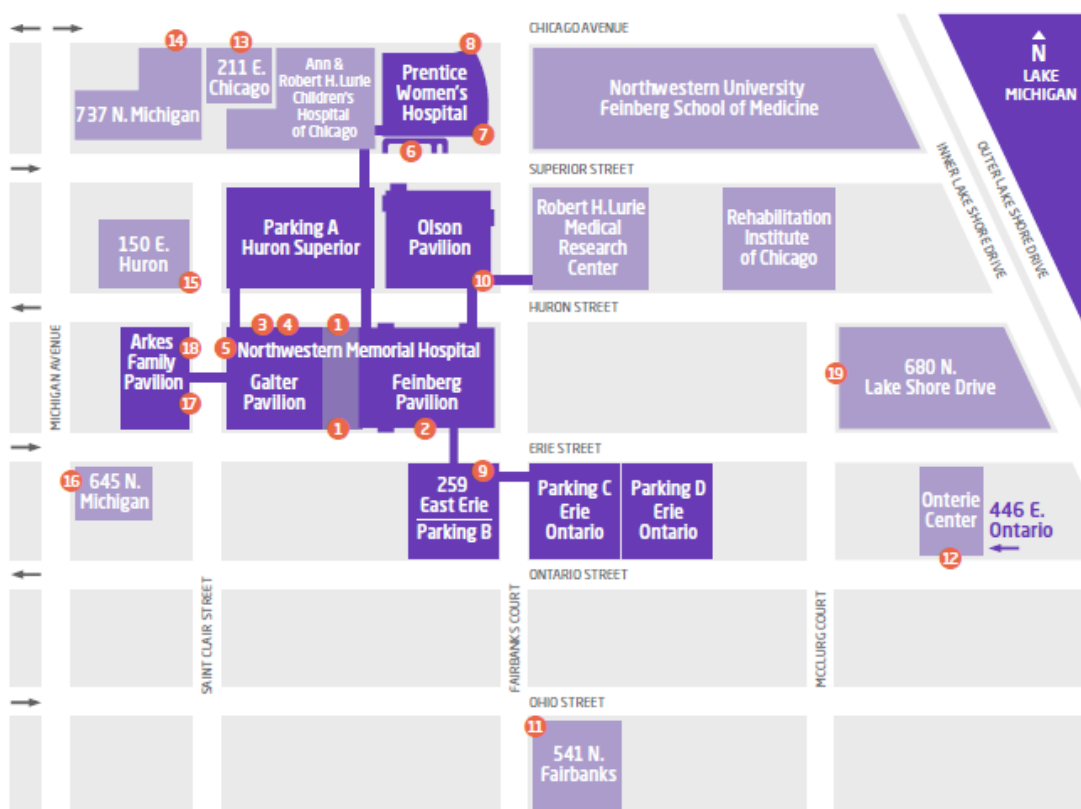 CHICAGO AVENUE
14
13
8
N
LAKE
MICHIGAN
211 E.
Chicago
Ann &
Robert H. Lurie
Children's
Hospital
of Chicago
Prentice
Women's
Hospital
Northwestern University
Feinberg School of Medicine
737 N. Michigan
7
6
SUPERIOR STREET
INNER LAKE SHORE DRIVE
OUTER LAKE SHORE DRIVE
150 E.
Huron
15
Parking A
Huron Superior
Olson
Pavilion
10
Robert H. Lurie
Medical
Research
Center
Rehabilitation
Institute
of Chicago
HURON STREET
MICHIGAN AVENUE
Arkes
Family
Pavilion
18
17
3
4
1
5
Northwestern Memorial Hospital
Galter
Pavilion
Feinberg
Pavilion
1
2
19
680 N.
Lake Shore Drive
ERIE STREET
16
645 N.
Michigan
9
259
East Erie
Parking B
Parking C
Erie
Ontario
Parking D
Erie
Ontario
Onterie
Center
446 E.
Ontario
12
ONTARIO STREET
SAINT CLAIR STREET
FAIRBANKS COURT
MCCLURG COURT
OHIO STREET
11
541 N.
Fairbanks